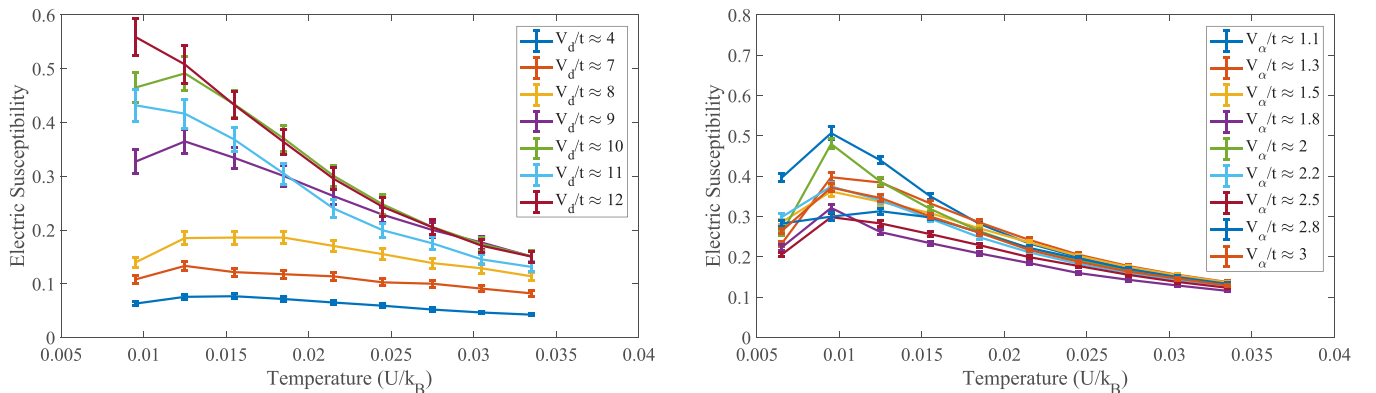 0.6
0.5
0.4
0.3
0.2
0.1
0
Electric Susceptibility
0.005 0.01 0.015 0.02 0.025 0.03 0.035 0.04
Temperature (U/k_B)
V_d/t ≈ 4
V_d/t ≈ 7
V_d/t ≈ 8
V_d/t ≈ 9
V_d/t ≈ 10
V_d/t ≈ 11
V_d/t ≈ 12
0.8
0.7
0.6
0.5
0.4
0.3
0.2
0.1
0
Electric Susceptibility
0.005 0.01 0.015 0.02 0.025 0.03 0.035 0.04
Temperature (U/k_B)
V_α/t ≈ 1.1
V_α/t ≈ 1.3
V_α/t ≈ 1.5
V_α/t ≈ 1.8
V_α/t ≈ 2
V_α/t ≈ 2.2
V_α/t ≈ 2.5
V_α/t ≈ 2.8
V_α/t ≈ 3